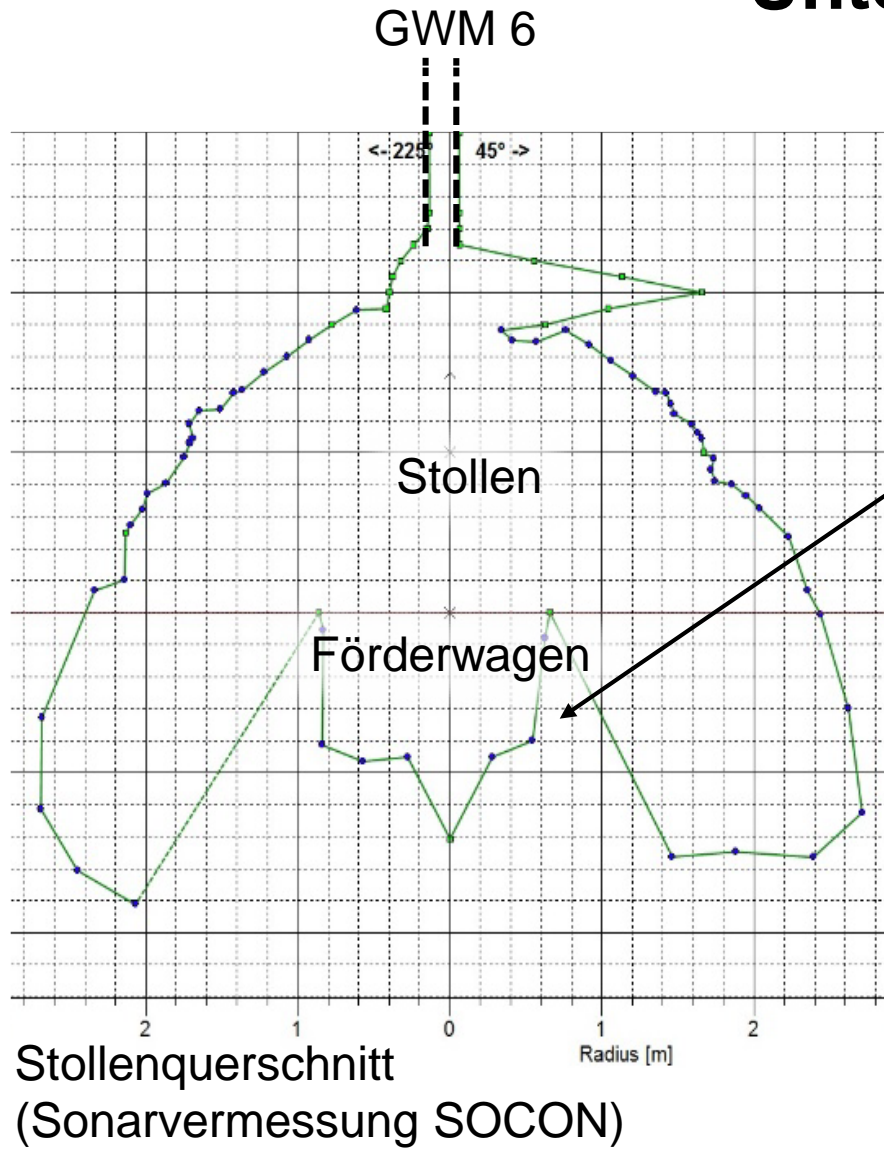 GWM 6
<- 225° 45° ->
Stollen
Förderwagen
2 1 0 1 2
Radius [m]
Stollenquerschnitt
(Sonarvermessung SOCON)